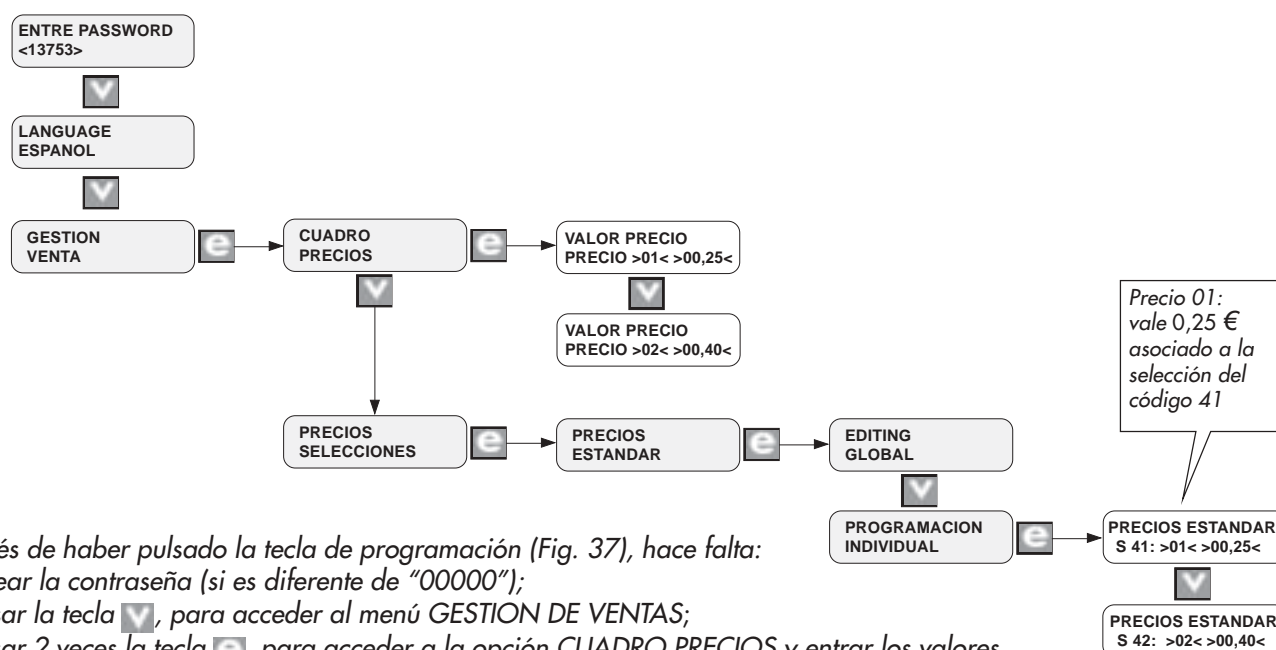 ENTRE PASSWORD
<13753>
V
LANGUAGE
ESPANOL
V
GESTION
VENTA
e
CUADRO
PRECIOS
e
VALOR PRECIO
PRECIO >01< >00,25<
V
V
VALOR PRECIO
PRECIO >02< >00,40<
Precio 01:
vale 0,25 €
asociado a la
selección del
código 41
PRECIOS
SELECCIONES
e
PRECIOS
ESTANDAR
e
EDITING
GLOBAL
V
PROGRAMACION
INDIVIDUAL
e
PRECIOS ESTANDAR
S 41: >01< >00,25<
V
PRECIOS ESTANDAR
S 42: >02< >00,40<
de haber pulsado la tecla de programación (Fig. 37), hace falta:
la contraseña (si es diferente de “00000”);
la tecla V, para acceder al menú GESTION DE VENTAS;
2 veces la tecla e, para acceder a la opción CUADRO PRECIOS y entrar los valores